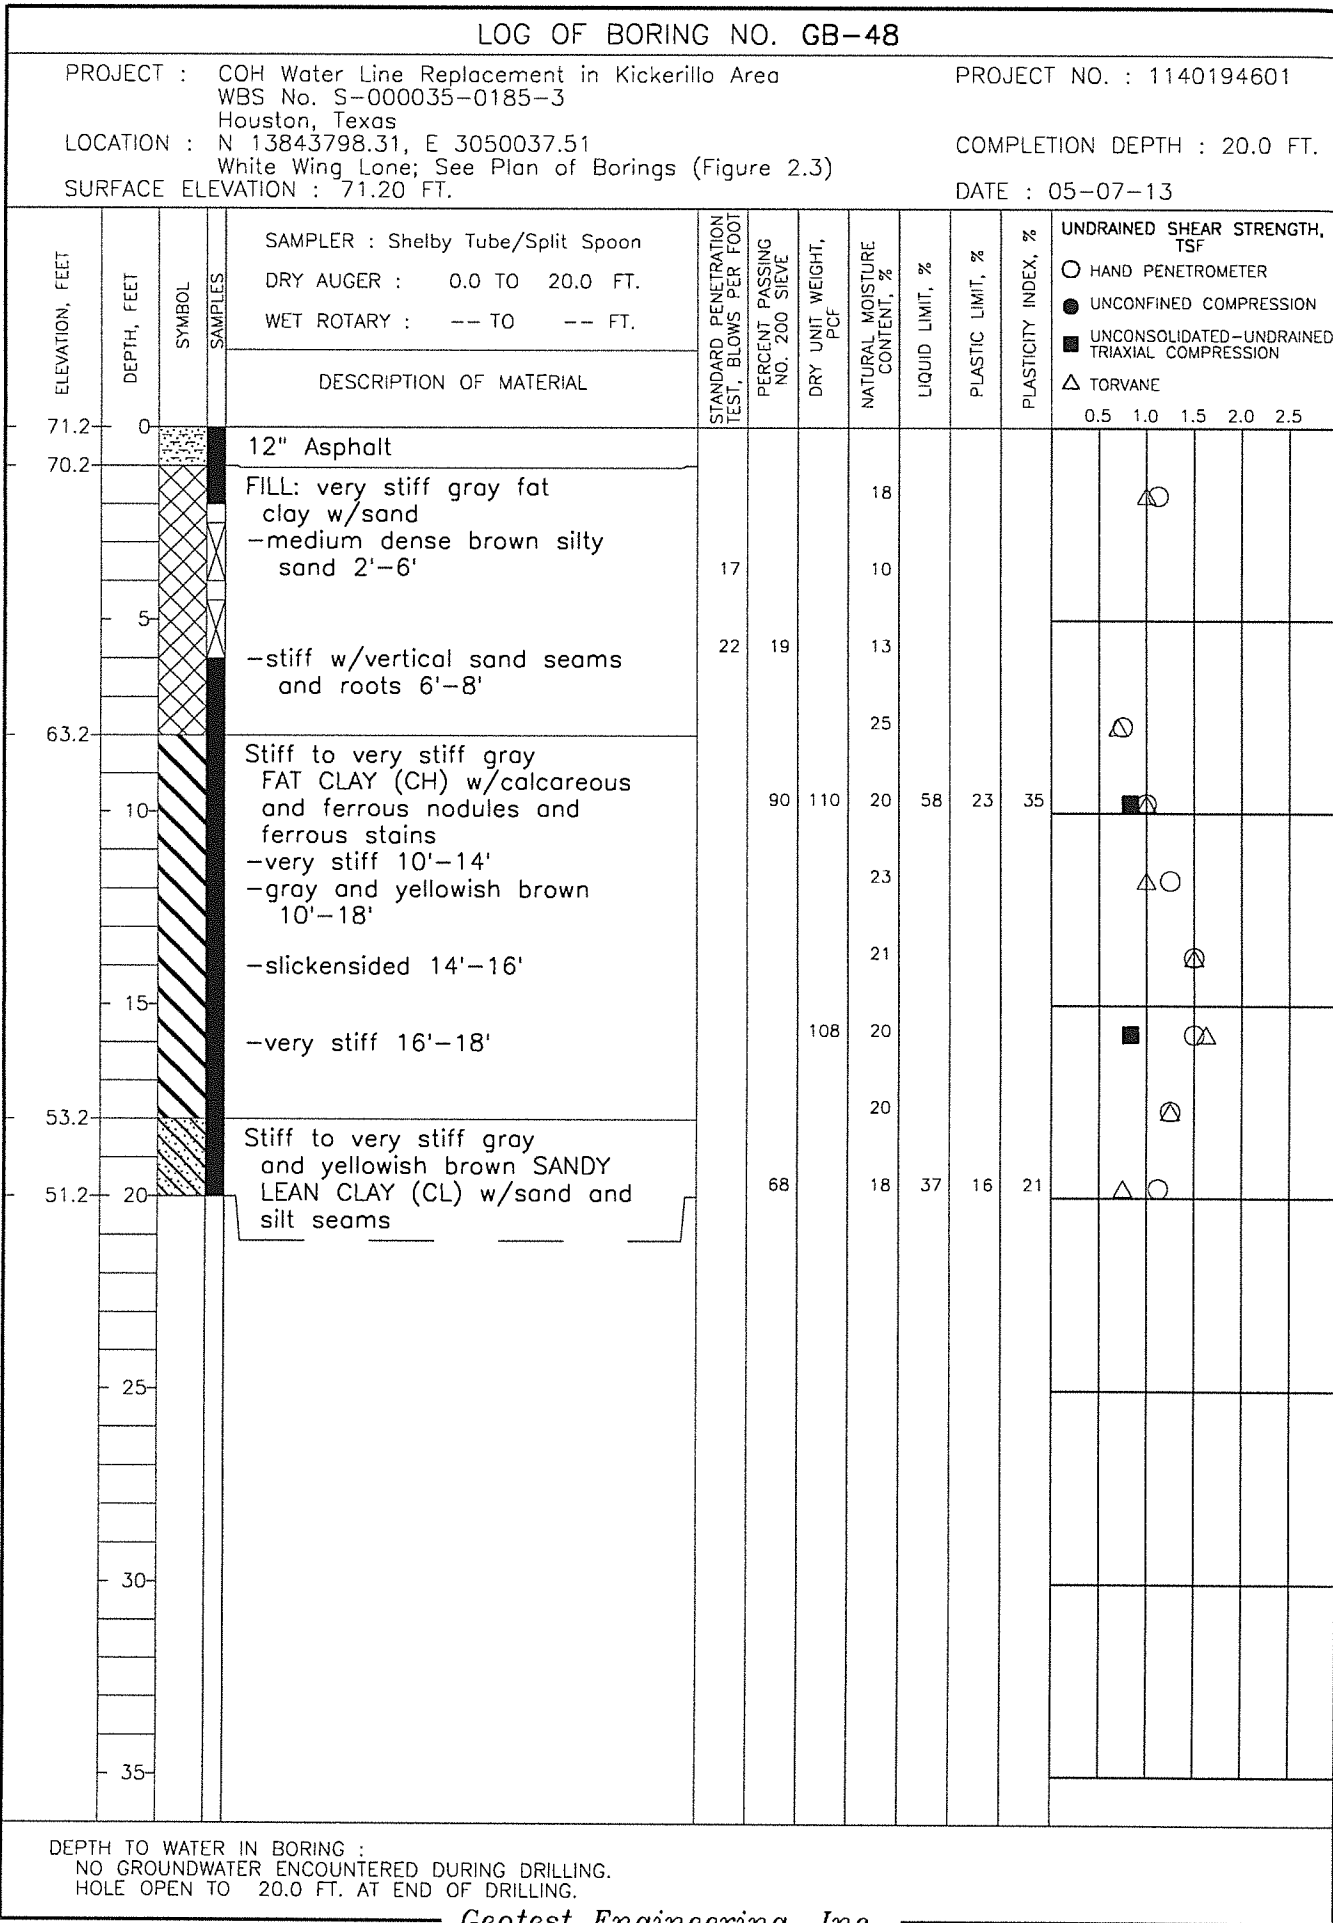 LOG OF BORING NO. GB-48
PROJECT : COH Water Line Replacement in Kickerillo Area
WBS No. S-000035-0185-3
Houston, Texas
PROJECT NO. : 1140194601
LOCATION : N 13843798.31, E 3050037.51
White Wing Lane; See Plan of Borings (Figure 2.3)
COMPLETION DEPTH : 20.0 FT.
SURFACE ELEVATION : 71.20 FT.
DATE : 05-07-13
ELEVATION, FEET
DEPTH, FEET
SYMBOL
SAMPLES
SAMPLER : Shelby Tube/Split Spoon
DRY AUGER : 0.0 TO 20.0 FT.
WET ROTARY : -- TO -- FT.
DESCRIPTION OF MATERIAL
STANDARD PENETRATION
TEST, BLOWS PER FOOT
PERCENT PASSING
NO. 200 SIEVE
DRY UNIT WEIGHT,
PCF
NATURAL MOISTURE
CONTENT, %
LIQUID LIMIT, %
PLASTIC LIMIT, %
PLASTICITY INDEX, %
UNDRAINED SHEAR STRENGTH,
TSF
HAND PENETROMETER
UNCONFINED COMPRESSION
UNCONSOLIDATED-UNDRAINED
TRIAXIAL COMPRESSION
TORVANE
0.5 1.0 1.5 2.0 2.5
71.2 0
12" Asphalt
70.2
FILL: very stiff gray fat
clay w/sand
18
-medium dense brown silty
sand 2'-6'
17 10
5
22 19 13
-stiff w/vertical sand seams
and roots 6'-8'
25
63.2
Stiff to very stiff gray
FAT CLAY (CH) w/calcareous
and ferrous nodules and
ferrous stains
10 90 110 20 58 23 35
-very stiff 10'-14'
-gray and yellowish brown
10'-18'
23
-slickensided 14'-16'
21
15
-very stiff 16'-18'
108 20
20
53.2
Stiff to very stiff gray
and yellowish brown SANDY
LEAN CLAY (CL) w/sand and
silt seams
51.2 20 68 18 37 16 21
25
30
35
DEPTH TO WATER IN BORING :
NO GROUNDWATER ENCOUNTERED DURING DRILLING.
HOLE OPEN TO 20.0 FT. AT END OF DRILLING.
Geotest Engineering, Inc.